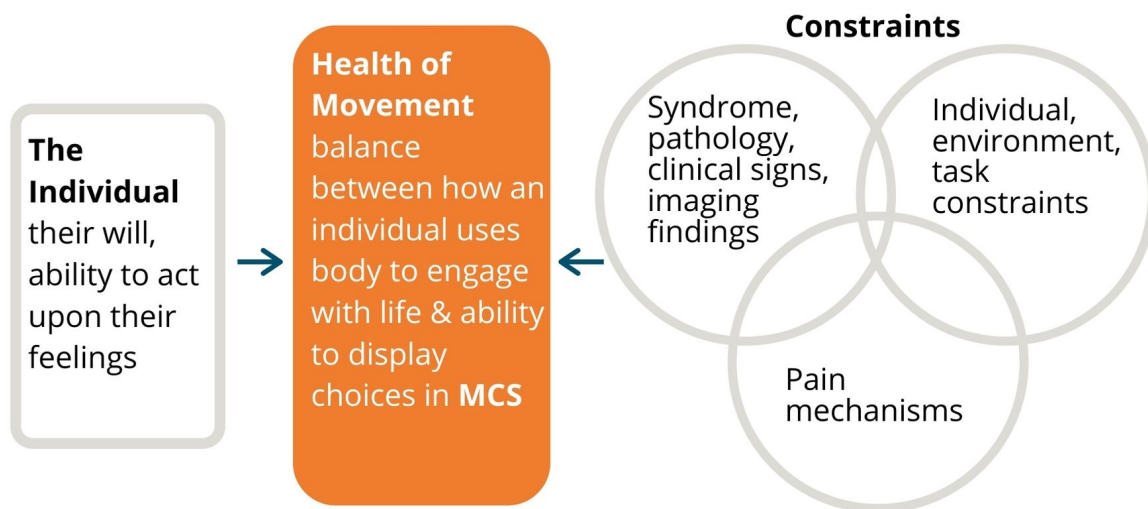 The
Individual
their will,
ability to act
upon their
feelings
Health of
Movement
balance
between how an
individual uses
body to engage
with life & ability
to display
choices in MCS
Constraints
Syndrome,
pathology,
clinical signs,
imaging
findings
Individual,
environment,
task
constraints
Pain
mechanisms